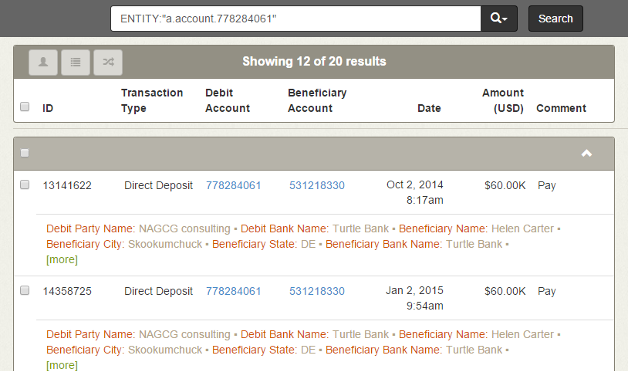 ENTITY:"a.account.778284061"
Search
Showing 12 of 20 results
ID Transaction Type Debit Account Beneficiary Account Date Amount (USD) Comment
13141622 Direct Deposit 778284061 531218330 Oct 2, 2014 8:17am $60.00K Pay
Debit Party Name: NAGCG consulting • Debit Bank Name: Turtle Bank • Beneficiary Name: Helen Carter •
Beneficiary City: Skookumchuck • Beneficiary State: DE • Beneficiary Bank Name: Turtle Bank •
[more]
14358725 Direct Deposit 778284061 531218330 Jan 2, 2015 9:54am $60.00K Pay
Debit Party Name: NAGCG consulting • Debit Bank Name: Turtle Bank • Beneficiary Name: Helen Carter •
Beneficiary City: Skookumchuck • Beneficiary State: DE • Beneficiary Bank Name: Turtle Bank •
[more]